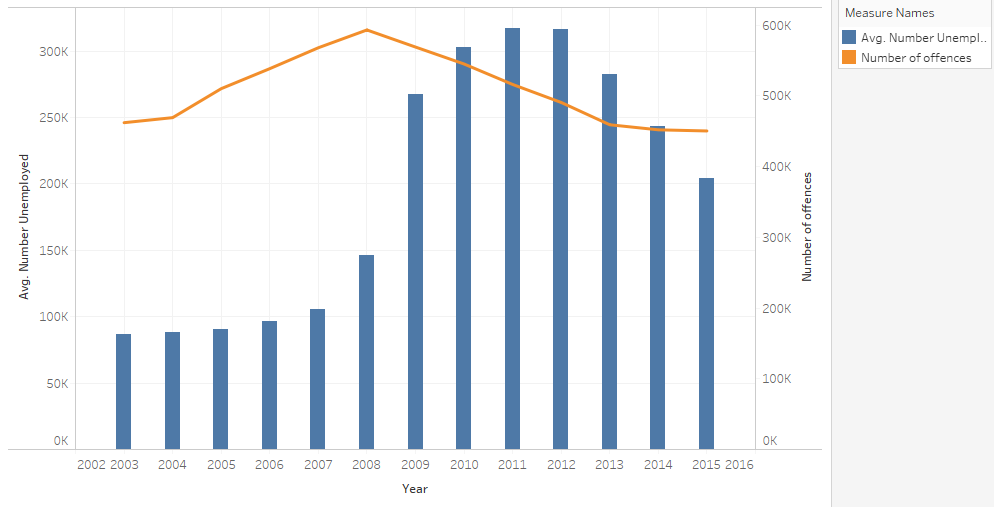 Measure Names
Avg. Number Unempl..
Number of offences
Avg. Number Unemployed
300K
250K
200K
150K
100K
50K
0K
600K
500K
400K
300K
200K
100K
0K
Number of offences
2002 2003 2004 2005 2006 2007 2008 2009 2010 2011 2012 2013 2014 2015 2016
Year